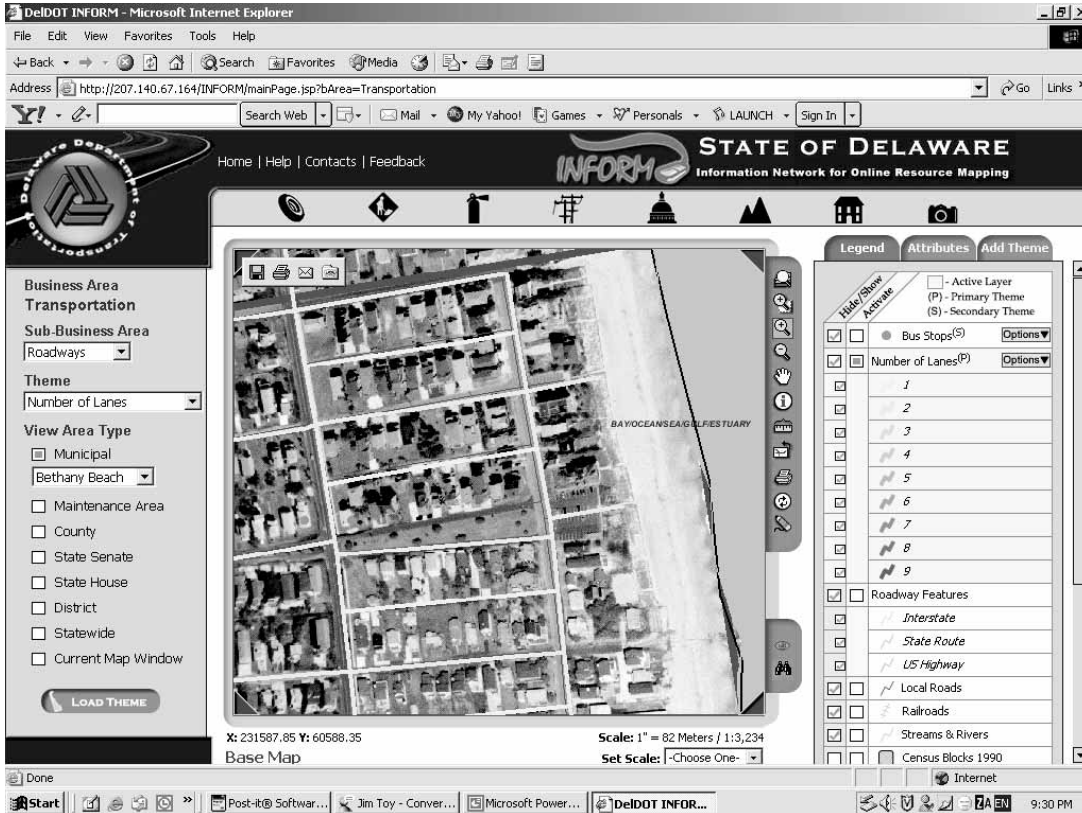 DelDOT INFORM - Microsoft Internet Explorer
File Edit View Favorites Tools Help
Back Search Favorites Media
Address http://207.140.67.164/INFORM/mainPage.jsp?bArea=Transportation Go Links
Y! Search Web Mail My Yahoo! Games Personals LAUNCH Sign In
Delaware Department of Transportation
Home | Help | Contacts | Feedback
INFORM
STATE OF DELAWARE
Information Network for Online Resource Mapping
Business Area
Transportation
Sub-Business Area
Roadways
Theme
Number of Lanes
View Area Type
Municipal
Bethany Beach
Maintenance Area
County
State Senate
State House
District
Statewide
Current Map Window
LOAD THEME
BAY/OCEAN/SEA/GULF/ESTUARY
X: 231587.85 Y: 60588.35 Scale: 1" = 82 Meters / 1:3,234
Base Map Set Scale: -Choose One-
Legend Attributes Add Theme
Hide/Show
Activate
- Active Layer
(P) - Primary Theme
(S) - Secondary Theme
Bus Stops(S) Options▼
Number of Lanes(P) Options▼
1
2
3
4
5
6
7
8
9
Roadway Features
Interstate
State Route
US Highway
Local Roads
Railroads
Streams & Rivers
Census Blocks 1990
Done Internet
Start » Post-it® Softwar... Jim Toy - Conver... Microsoft Power... DelDOT INFOR... ZA EN 9:30 PM